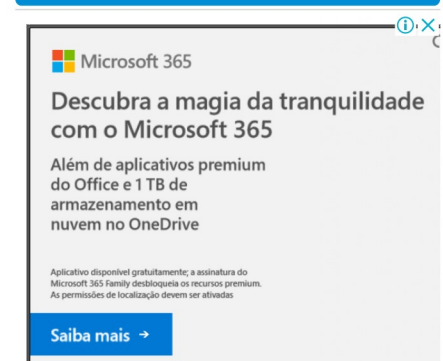 Microsoft 365
Descubra a magia da tranquilidade
com o Microsoft 365
Além de aplicativos premium
do Office e 1 TB de
armazenamento em
nuvem no OneDrive
Aplicativo disponível gratuitamente; a assinatura do
Microsoft 365 Family desbloqueia os recursos premium.
As permissões de localização devem ser ativadas
Saiba mais →